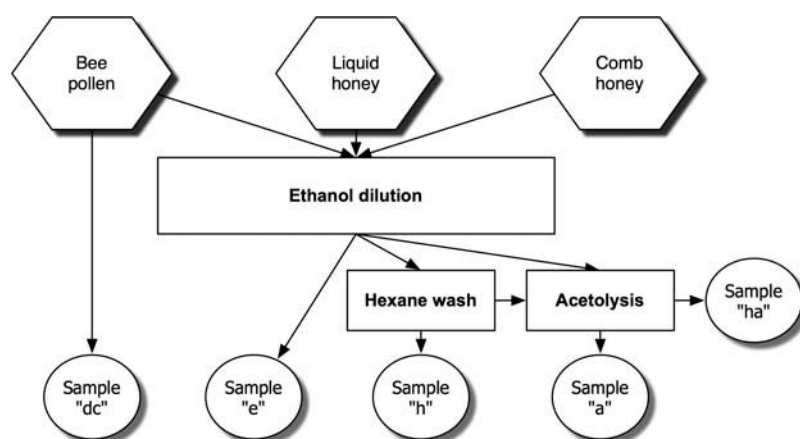 Bee
pollen
Liquid
honey
Comb
honey
Ethanol dilution
Hexane wash
Acetolysis
Sample
"ha"
Sample
"dc"
Sample
"e"
Sample
"h"
Sample
"a"